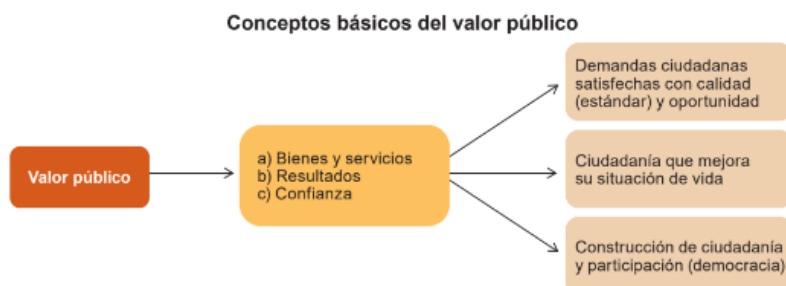 Conceptos básicos del valor público
Valor público
a) Bienes y servicios
b) Resultados
c) Confianza
Demandas ciudadanas
satisfechas con calidad
(estándar) y oportunidad
Ciudadanía que mejora
su situación de vida
Construcción de ciudadanía
y participación (democracia)